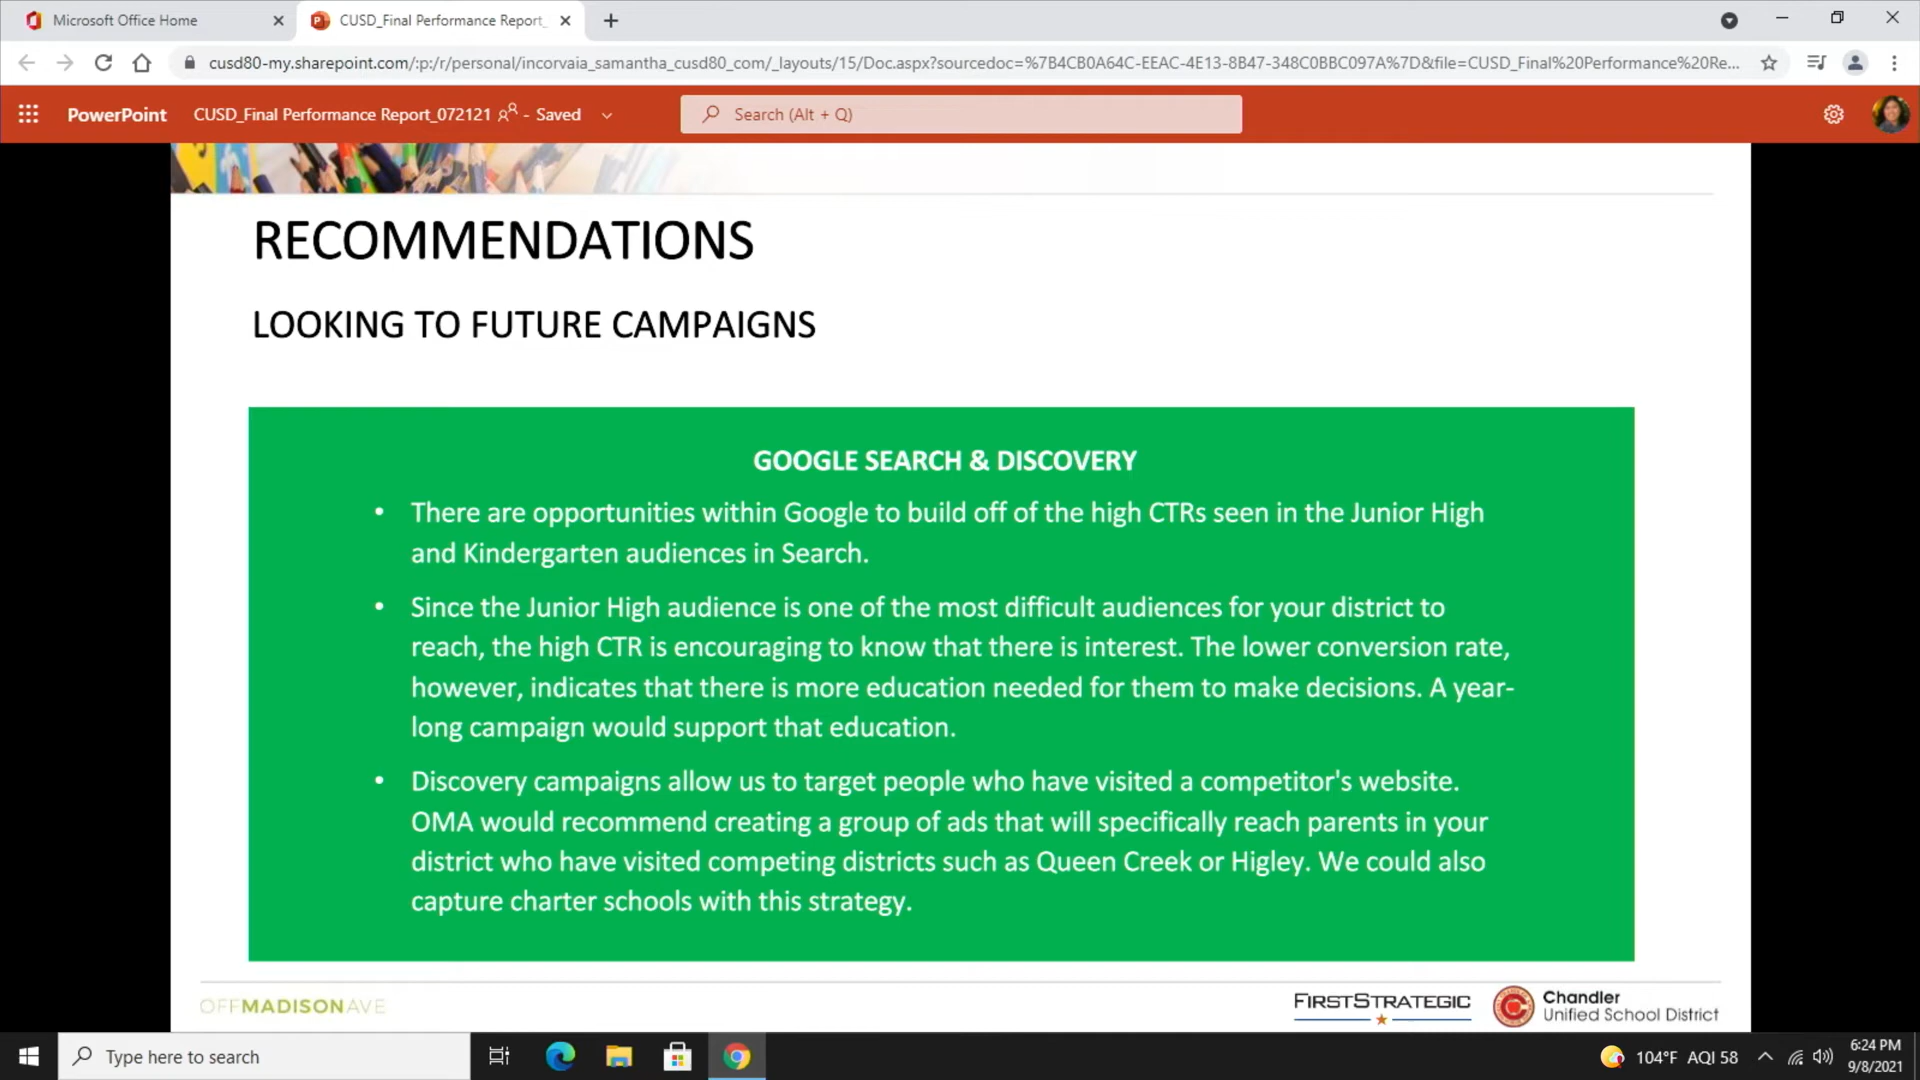 Microsoft Office Home
CUSD_Final Performance Report_
cusd80-my.sharepoint.com/:p:/r/personal/incorvaia_samantha_cusd80_com/_layouts/15/Doc.aspx?sourcedoc=%7B4CB0A64C-EEAC-4E13-8B47-348C0BBC097A%7D&file=CUSD_Final%20Performance%20Re...
PowerPoint
CUSD_Final Performance Report_072121 - Saved
Search (Alt + Q)
RECOMMENDATIONS
LOOKING TO FUTURE CAMPAIGNS
GOOGLE SEARCH & DISCOVERY
• There are opportunities within Google to build off of the high CTRs seen in the Junior High
and Kindergarten audiences in Search.
• Since the Junior High audience is one of the most difficult audiences for your district to
reach, the high CTR is encouraging to know that there is interest. The lower conversion rate,
however, indicates that there is more education needed for them to make decisions. A year-
long campaign would support that education.
• Discovery campaigns allow us to target people who have visited a competitor's website.
OMA would recommend creating a group of ads that will specifically reach parents in your
district who have visited competing districts such as Queen Creek or Higley. We could also
capture charter schools with this strategy.
OFFMADISONAVE
FIRSTSTRATEGIC
Chandler
Unified School District
Type here to search
104°F AQI 58
6:24 PM
9/8/2021